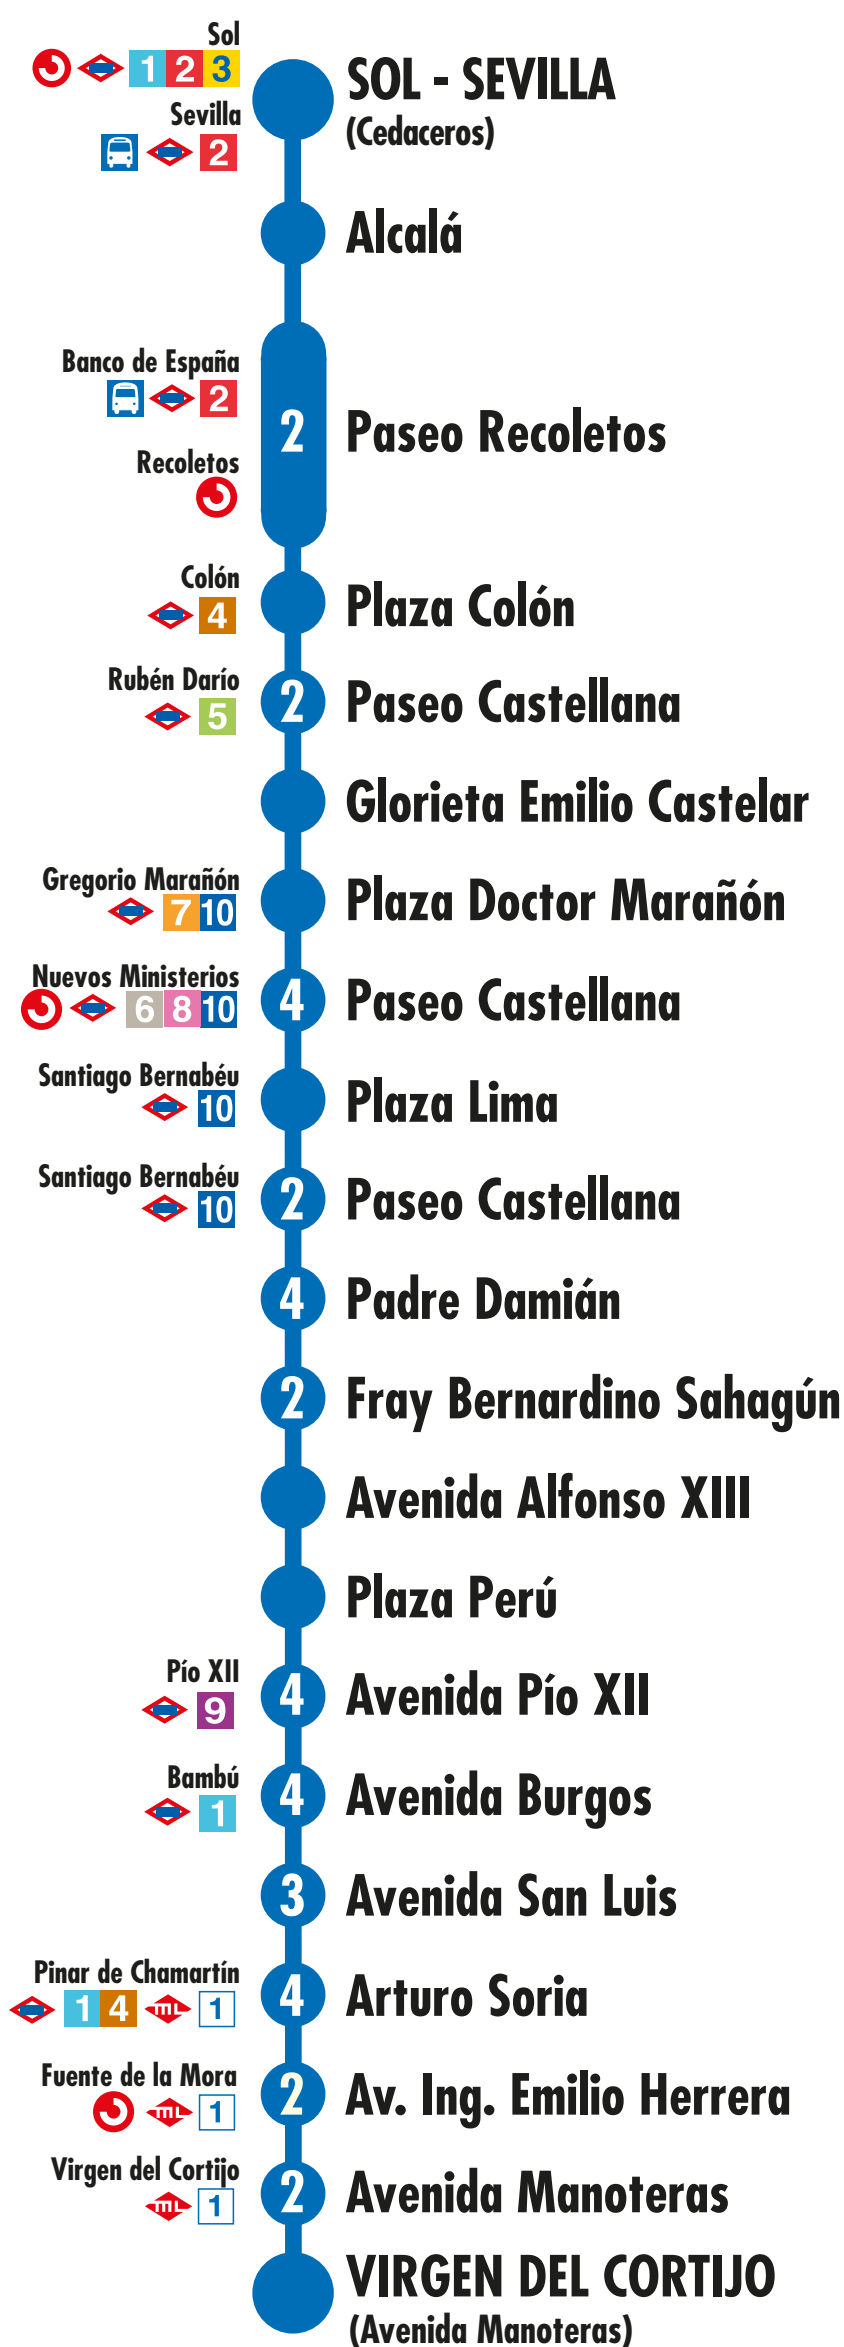 Sol
1 2 3
SOL - SEVILLA
(Cedaceros)
Sevilla
2
Alcalá
Banco de España
2
2
Paseo Recoletos
Recoletos
Colón
4
Plaza Colón
Rubén Darío
5
2
Paseo Castellana
Glorieta Emilio Castelar
Gregorio Marañón
7 10
Plaza Doctor Marañón
Nuevos Ministerios
6 8 10
4
Paseo Castellana
Santiago Bernabéu
10
Plaza Lima
Santiago Bernabéu
10
2
Paseo Castellana
4
Padre Damián
2
Fray Bernardino Sahagún
Avenida Alfonso XIII
Plaza Perú
Pío XII
9
4
Avenida Pío XII
Bambú
1
4
Avenida Burgos
3
Avenida San Luis
Pinar de Chamartín
1 4 ML 1
4
Arturo Soria
Fuente de la Mora
ML 1
2
Av. Ing. Emilio Herrera
Virgen del Cortijo
ML 1
2
Avenida Manoteras
VIRGEN DEL CORTIJO
(Avenida Manoteras)